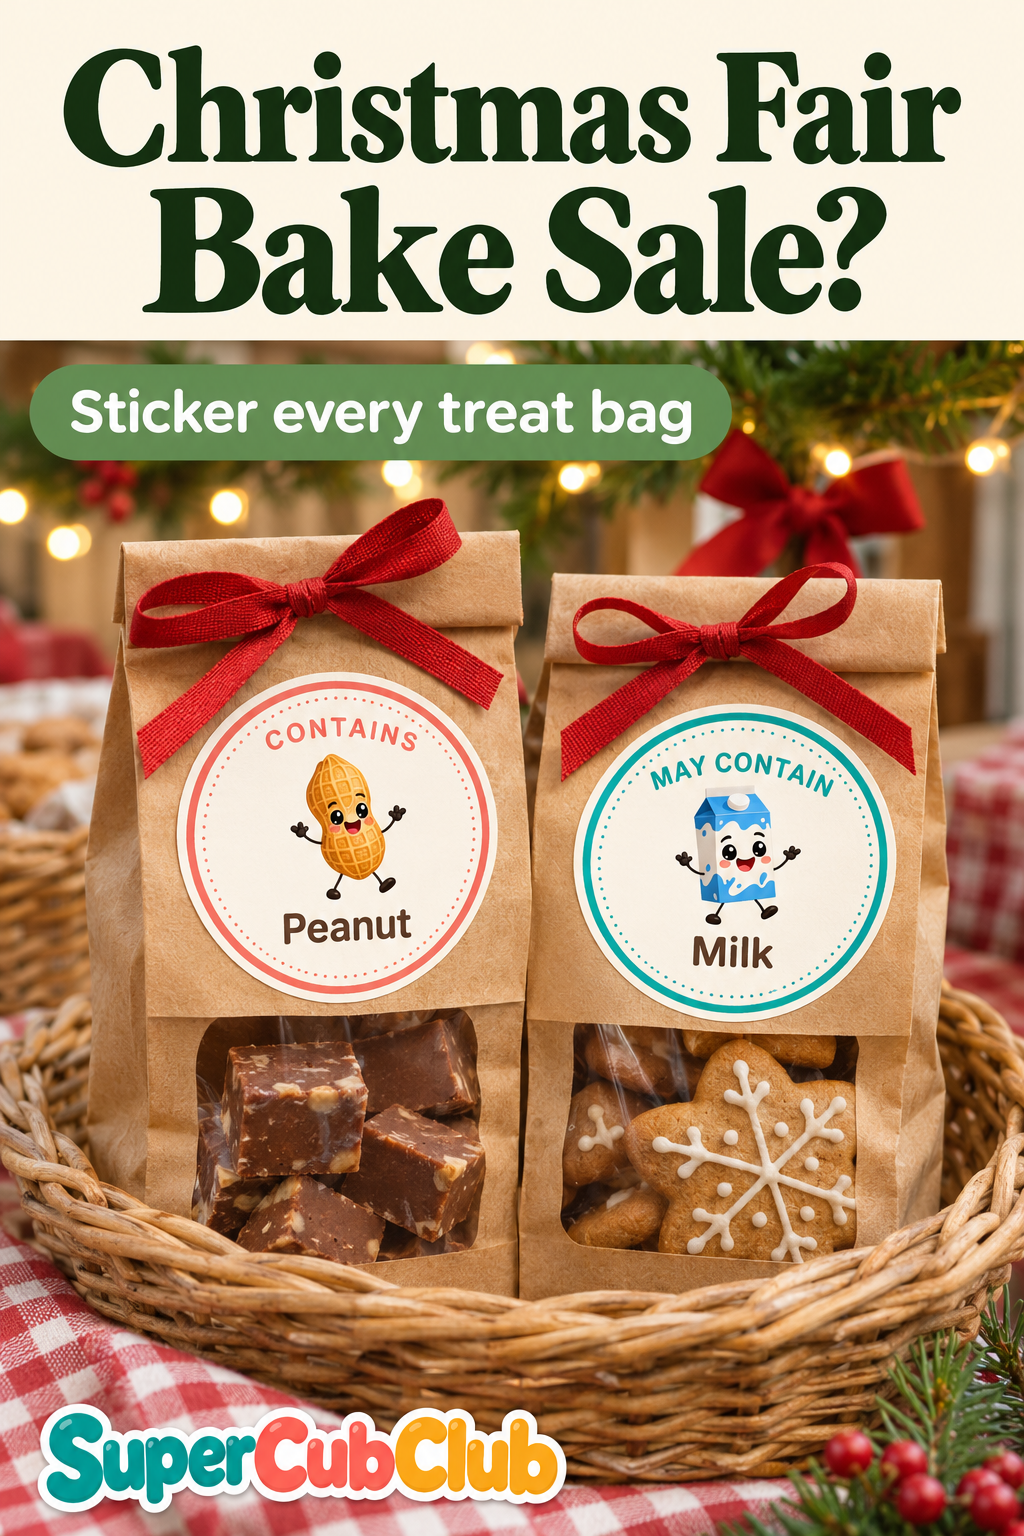 Christmas Fair
Bake Sale?
Sticker every treat bag
CONTAINS
Peanut
MAY CONTAIN
Milk
SuperCubClub